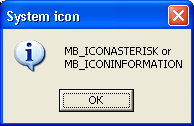 System icon
MB_ICONASTERISK or
MB_ICONINFORMATION
OK